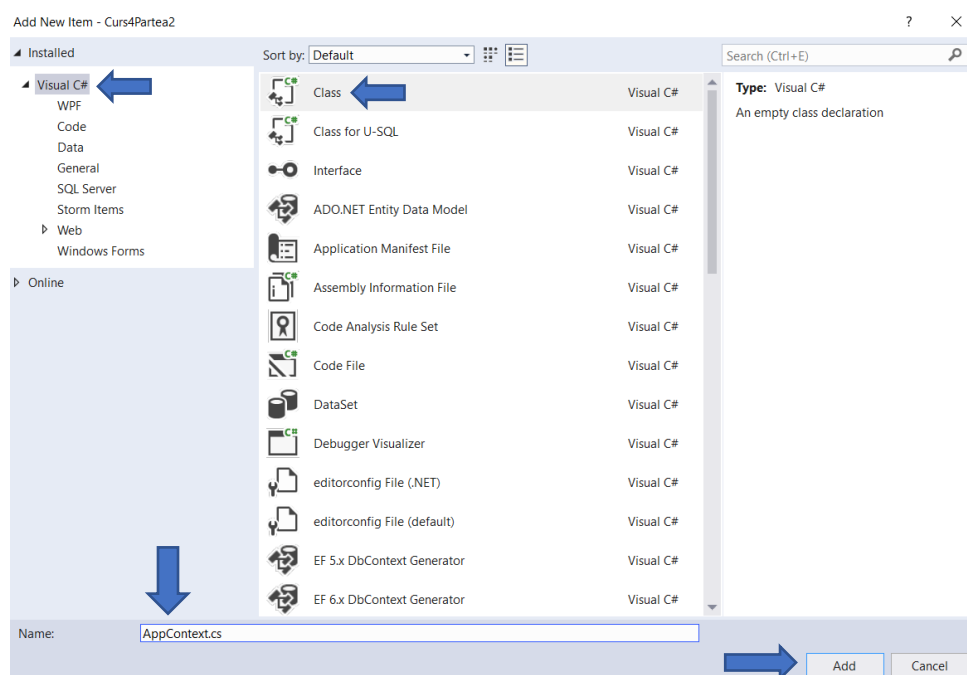 Add New Item - Curs4Partea2
?
Installed
Sort by: Default
Search (Ctrl+E)
Visual C#
WPF
Code
Data
General
SQL Server
Storm Items
Web
Windows Forms
Online
Class Visual C#
Class for U-SQL Visual C#
Interface Visual C#
ADO.NET Entity Data Model Visual C#
Application Manifest File Visual C#
Assembly Information File Visual C#
Code Analysis Rule Set Visual C#
Code File Visual C#
DataSet Visual C#
Debugger Visualizer Visual C#
editorconfig File (.NET) Visual C#
editorconfig File (default) Visual C#
EF 5.x DbContext Generator Visual C#
EF 6.x DbContext Generator Visual C#
Type: Visual C#
An empty class declaration
Name: AppContext.cs
Add Cancel